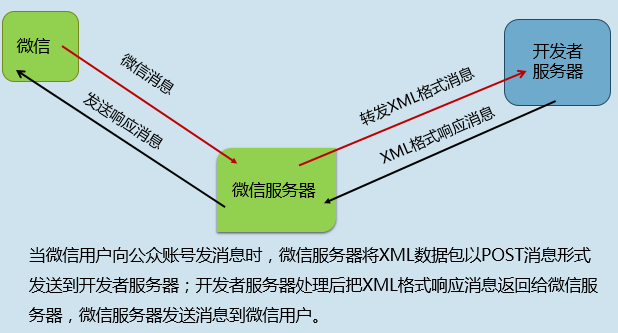 微信
开发者
服务器
微信消息
发送响应消息
转发XML格式消息
XML格式响应消息
微信服务器
当微信用户向公众账号发消息时，微信服务器将XML数据包以POST消息形式
发送到开发者服务器；开发者服务器处理后把XML格式响应消息返回给微信服
务器，微信服务器发送消息到微信用户。